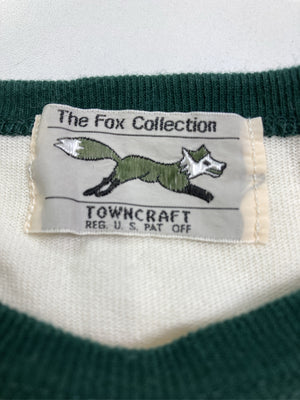 The Fox Collection
TOWNCRAFT
REG. U. S. PAT OFF